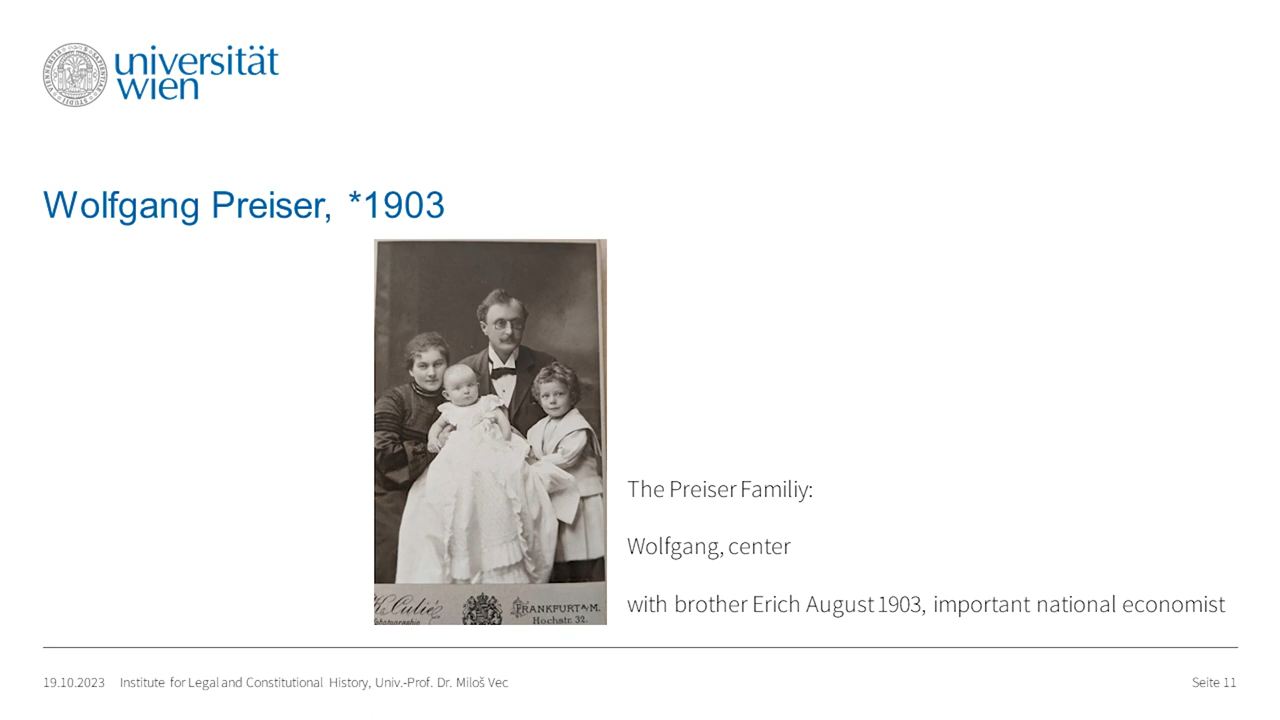 universität
wien
Wolfgang Preiser, *1903
FRANKFURT A/M.
Hochstr. 32.
The Preiser Familiy:
Wolfgang, center
with brother Erich August 1903, important national economist
19.10.2023 Institute for Legal and Constitutional History, Univ.-Prof. Dr. Miloš Vec
Seite 11